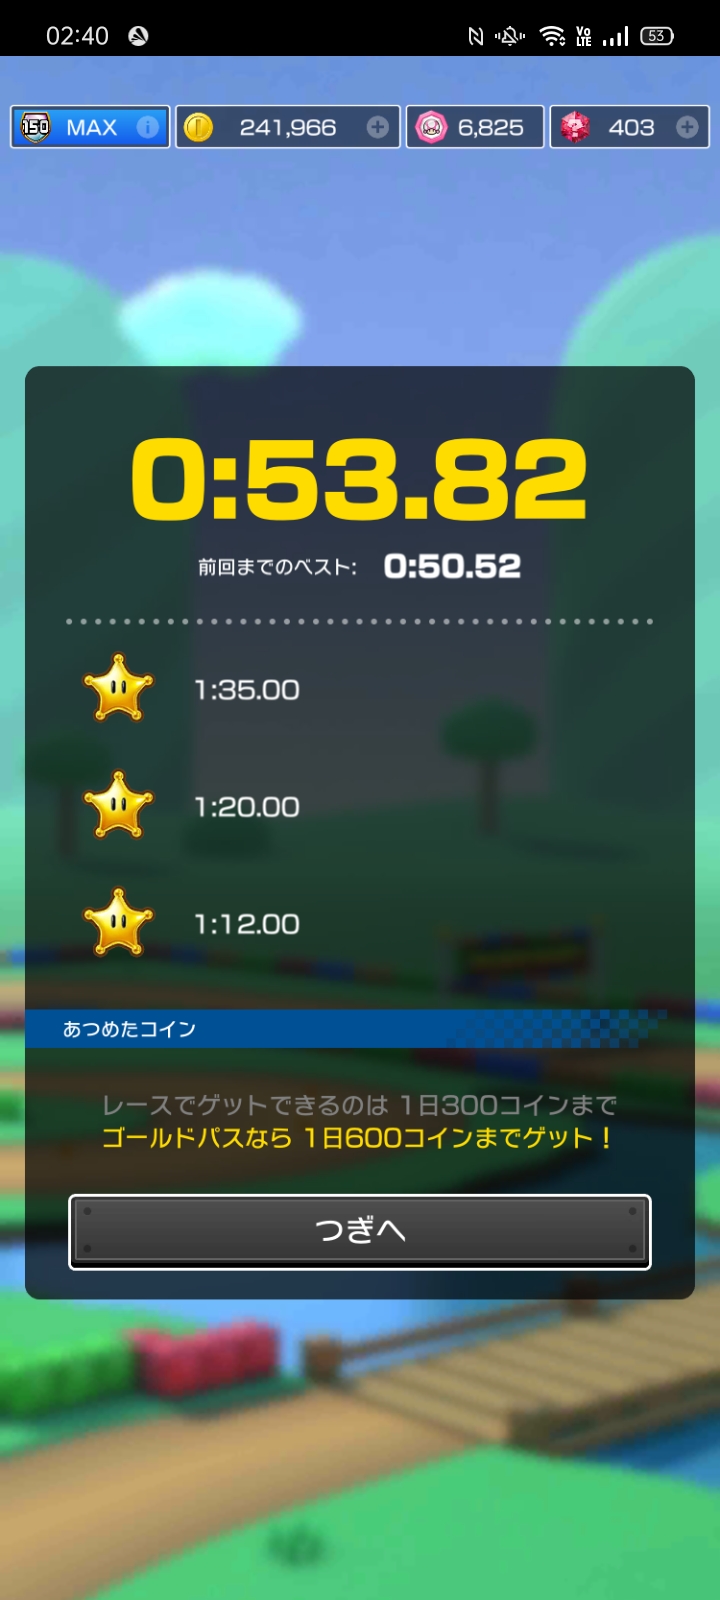 02:40
Vo LTE
53
150 MAX i 241,966 + 6,825 403 +
0:53.82
前回までのベスト: 0:50.52
1:35.00
1:20.00
1:12.00
あつめたコイン
レースでゲットできるのは 1日300コインまで
ゴールドパスなら 1日600コインまでゲット!
つぎへ